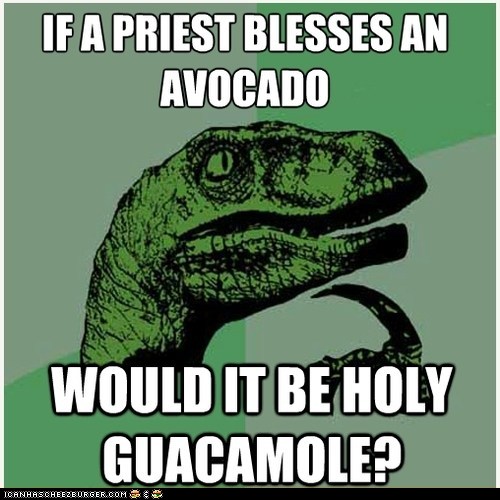 IF A PRIEST BLESSES AN
AVOCADO
WOULD IT BE HOLY
GUACAMOLE?
ICANHASCHEEZBURGER.COM